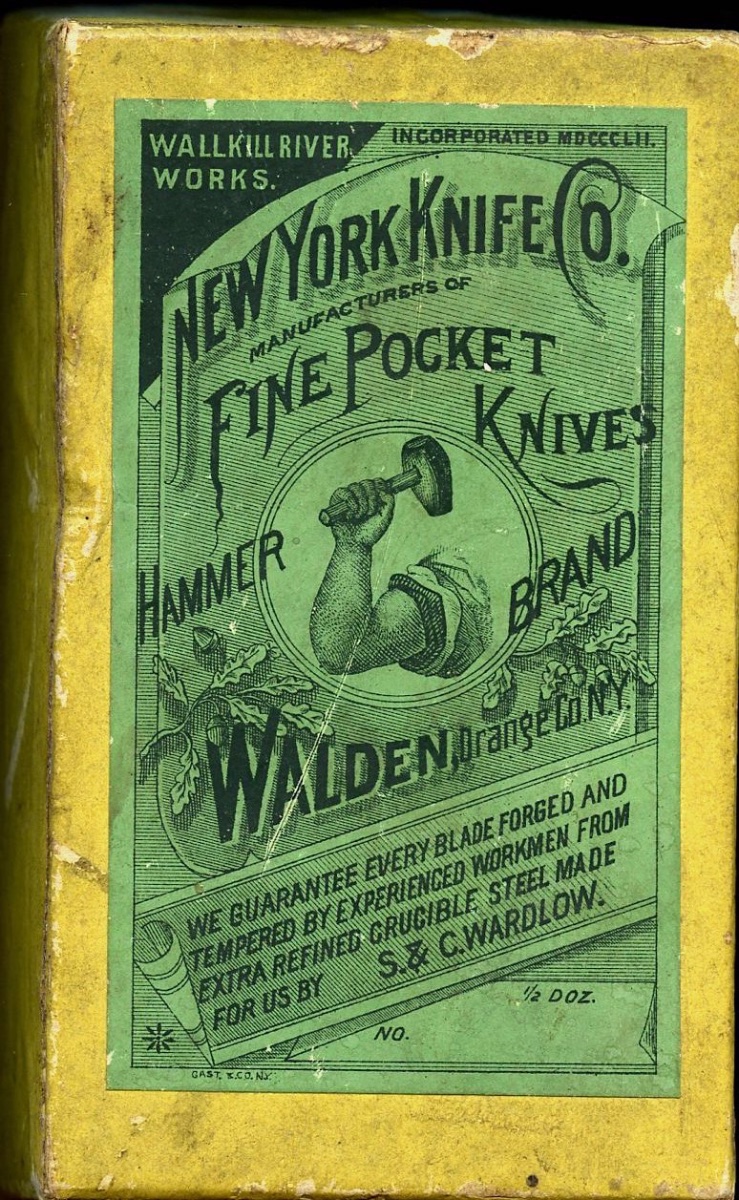 WALLKILL RIVER
WORKS.
INCORPORATED MDCCCLII.
NEW YORK KNIFE CO.
MANUFACTURERS OF
FINE POCKET
KNIVES
HAMMER BRAND
WALDEN, Orange Co. N.Y.
WE GUARANTEE EVERY BLADE FORGED AND
TEMPERED BY EXPERIENCED WORKMEN FROM
EXTRA REFINED CRUCIBLE STEEL MADE
FOR US BY S. & C. WARDLOW.
1/2 DOZ.
NO.
GAST. & CO. N.Y.